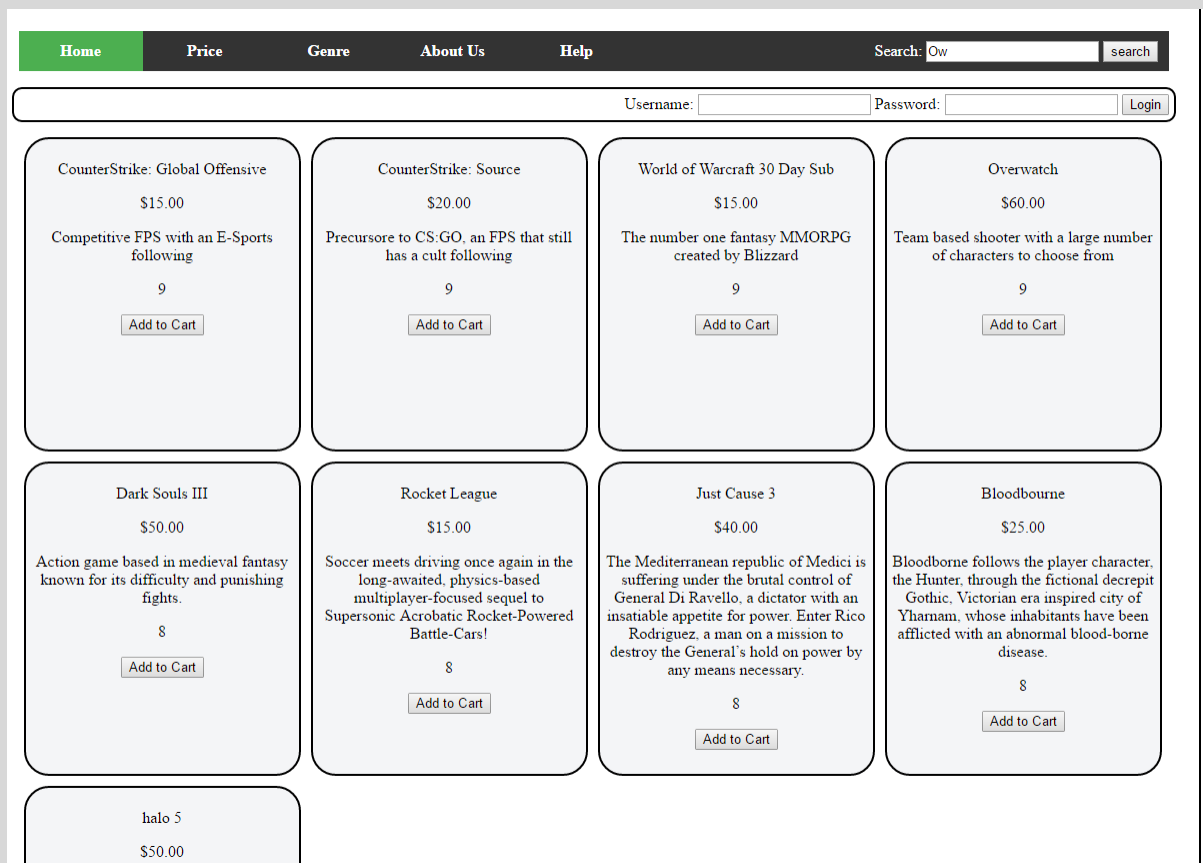 Home Price Genre About Us Help Search: Ow search
Username: Password: Login
CounterStrike: Global Offensive
$15.00
Competitive FPS with an E-Sports
following
9
Add to Cart
CounterStrike: Source
$20.00
Precursore to CS:GO, an FPS that still
has a cult following
9
Add to Cart
World of Warcraft 30 Day Sub
$15.00
The number one fantasy MMORPG
created by Blizzard
9
Add to Cart
Overwatch
$60.00
Team based shooter with a large number
of characters to choose from
9
Add to Cart
Dark Souls III
$50.00
Action game based in medieval fantasy
known for its difficulty and punishing
fights.
8
Add to Cart
Rocket League
$15.00
Soccer meets driving once again in the
long-awaited, physics-based
multiplayer-focused sequel to
Supersonic Acrobatic Rocket-Powered
Battle-Cars!
8
Add to Cart
Just Cause 3
$40.00
The Mediterranean republic of Medici is
suffering under the brutal control of
General Di Ravello, a dictator with an
insatiable appetite for power. Enter Rico
Rodriguez, a man on a mission to
destroy the General’s hold on power by
any means necessary.
8
Add to Cart
Bloodbourne
$25.00
Bloodborne follows the player character,
the Hunter, through the fictional decrepit
Gothic, Victorian era inspired city of
Yharnam, whose inhabitants have been
afflicted with an abnormal blood-borne
disease.
8
Add to Cart
halo 5
$50.00